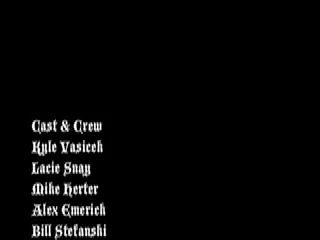 Cast & Crew
Kyle Vasicek
Lacie Snay
Mike Herter
Alex Emerick
Bill Stefanski